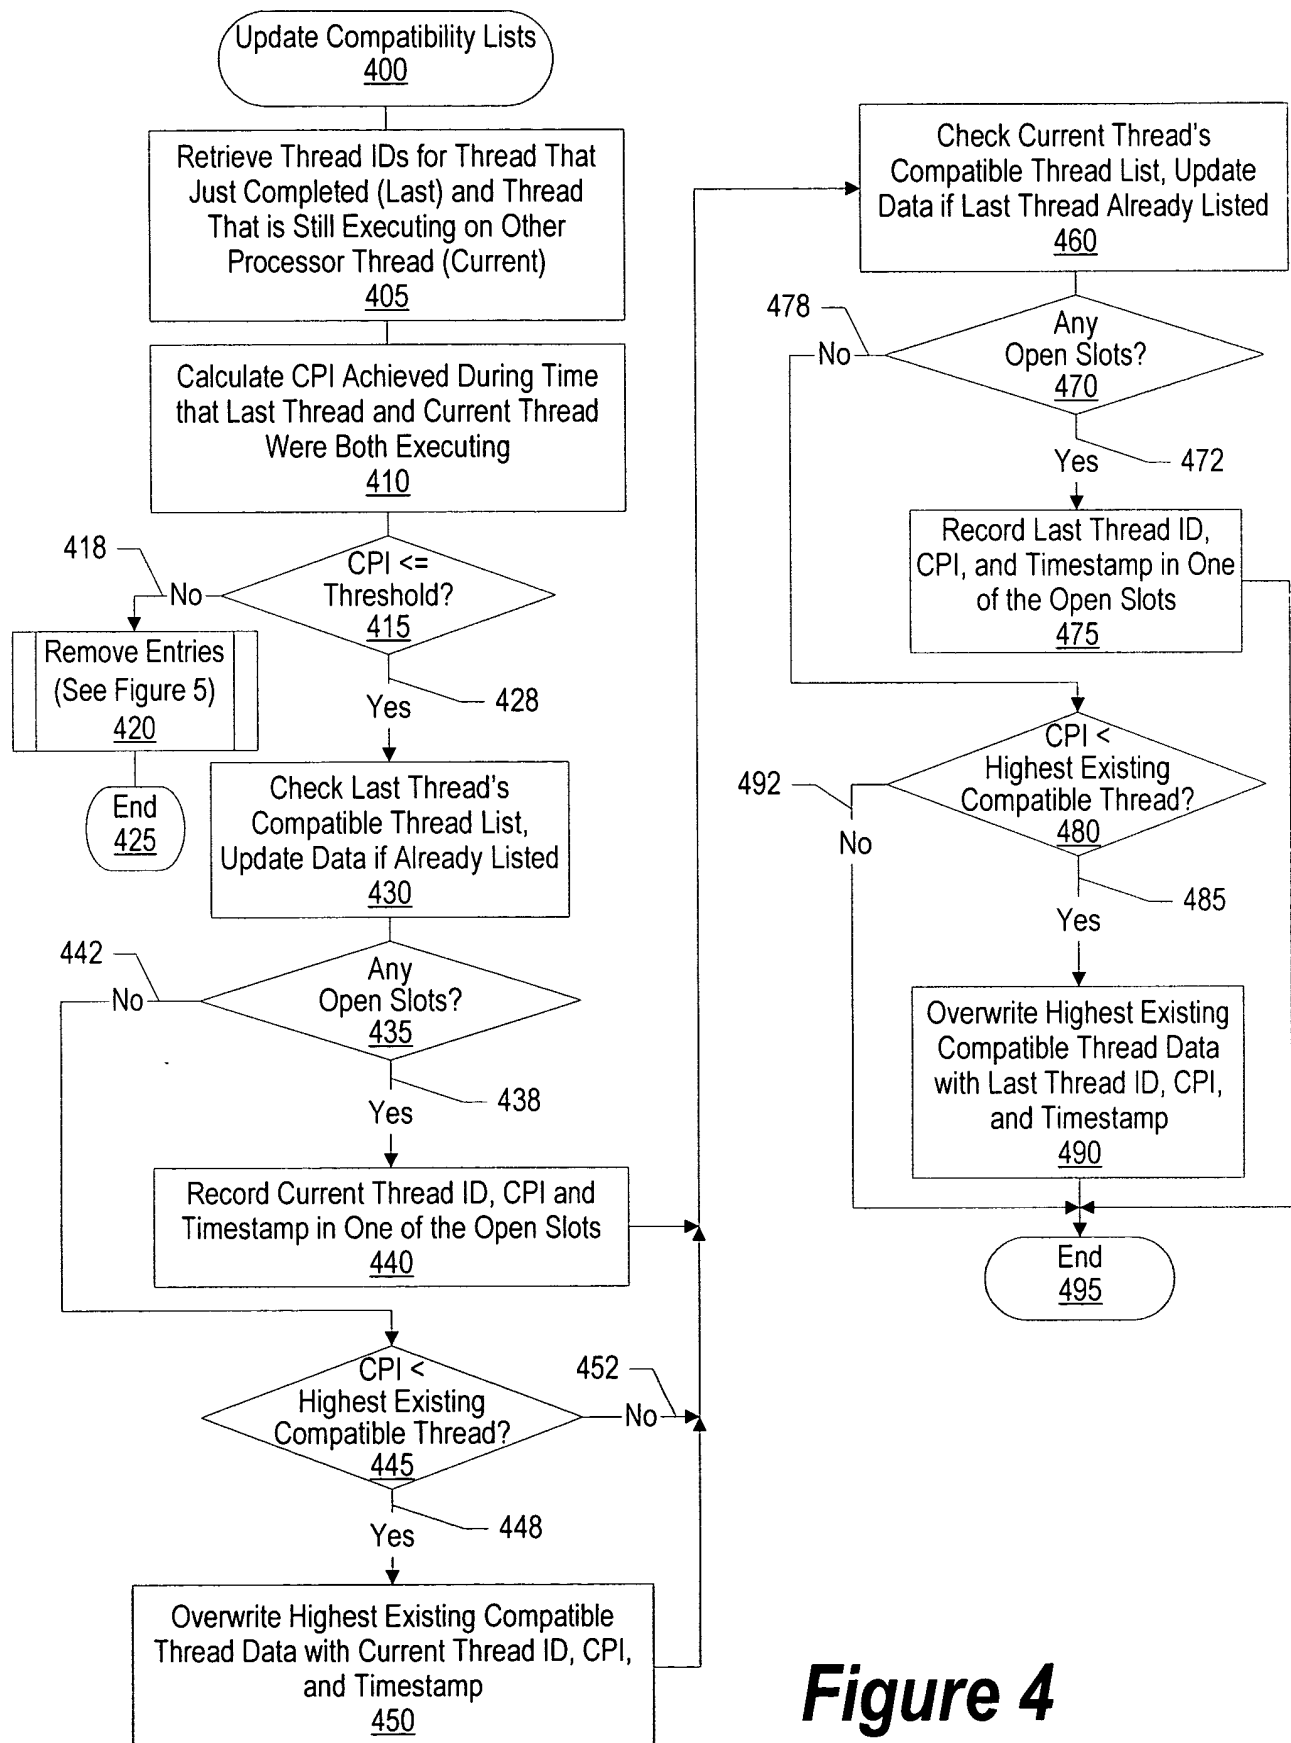 Update Compatibility Lists
400
Retrieve Thread IDs for Thread That
Just Completed (Last) and Thread
That is Still Executing on Other
Processor Thread (Current)
405
Calculate CPI Achieved During Time
that Last Thread and Current Thread
Were Both Executing
410
418
No
CPI <=
Threshold?
415
Remove Entries
(See Figure 5)
420
428
Yes
End
425
Check Last Thread's
Compatible Thread List,
Update Data if Already Listed
430
442
No
Any
Open Slots?
435
438
Yes
Record Current Thread ID, CPI and
Timestamp in One of the Open Slots
440
CPI <
Highest Existing
Compatible Thread?
445
452
No
448
Yes
Overwrite Highest Existing Compatible
Thread Data with Current Thread ID, CPI,
and Timestamp
450
Check Current Thread's
Compatible Thread List, Update
Data if Last Thread Already Listed
460
478
No
Any
Open Slots?
470
472
Yes
Record Last Thread ID,
CPI, and Timestamp in One
of the Open Slots
475
CPI <
Highest Existing
Compatible Thread?
480
492
No
485
Yes
Overwrite Highest Existing
Compatible Thread Data
with Last Thread ID, CPI,
and Timestamp
490
End
495
Figure 4